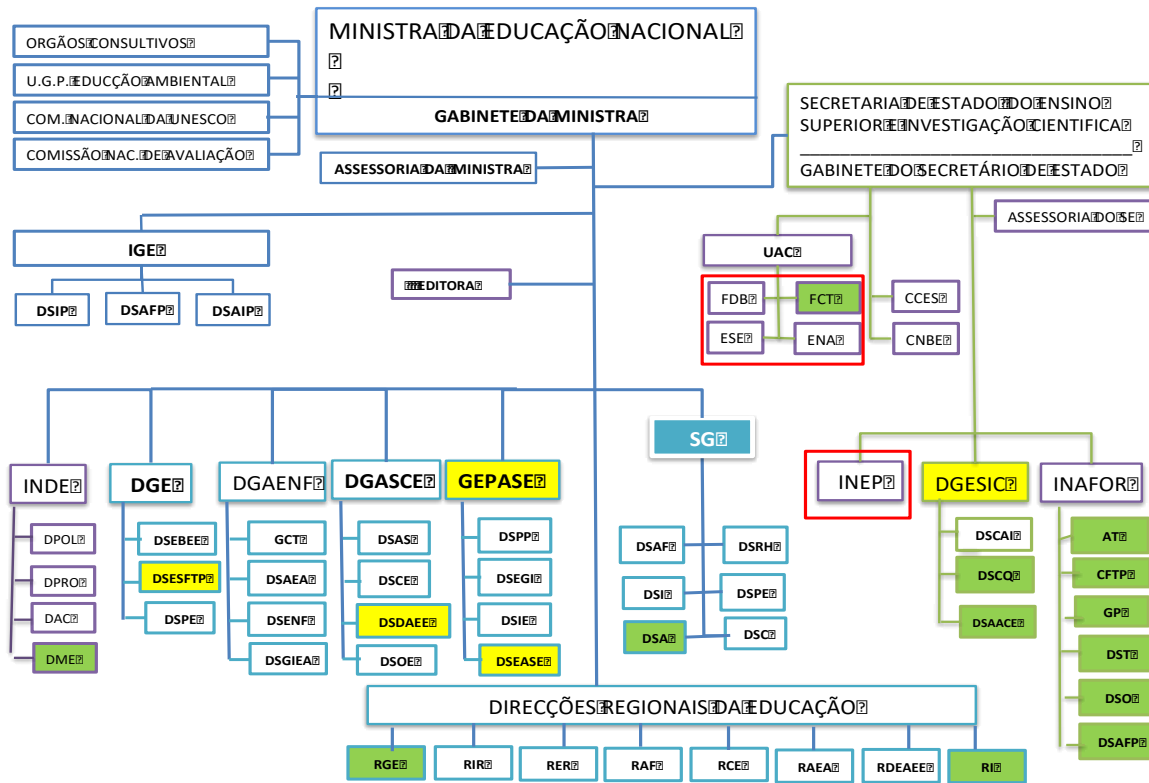 ORGÃOS CONSULTIVOS
U.G.P. EDUCÇÃO AMBIENTAL
COM. NACIONAL DA UNESCO
COMISSÃO NAC. DE AVALIAÇÃO
MINISTRA DA EDUCAÇÃO NACIONAL
GABINETE DA MINISTRA
ASSESSORIA DA MINISTRA
SECRETARIA DE ESTADO DO ENSINO
SUPERIOR E INVESTIGAÇÃO CIENTIFICA
GABINETE DO SECRETÁRIO DE ESTADO
ASSESSORIA DO SE
IGE
DSIP
DSAFP
DSAIP
EDITORA
UAC
FDB
FCT
ESE
ENA
CCES
CNBE
SG
INDE
DGE
DGAENF
DGASCE
GEPASE
INEP
DGESIC
INAFOR
DPOL
DPRO
DAC
DME
DSEBEE
DSESFTP
DSPE
GCT
DSAEA
DSENF
DSGIEA
DSAS
DSCE
DSDAEE
DSOE
DSPP
DSEGI
DSIE
DSEASE
DSAF
DSRH
DSI
DSPE
DSA
DSC
DSCAI
DSCQ
DSAACE
AT
CFTP
GP
DST
DSO
DSAFP
DIRECÇÕES REGIONAIS DA EDUCAÇÃO
RGE
RIR
RER
RAF
RCE
RAEA
RDEAEE
RI